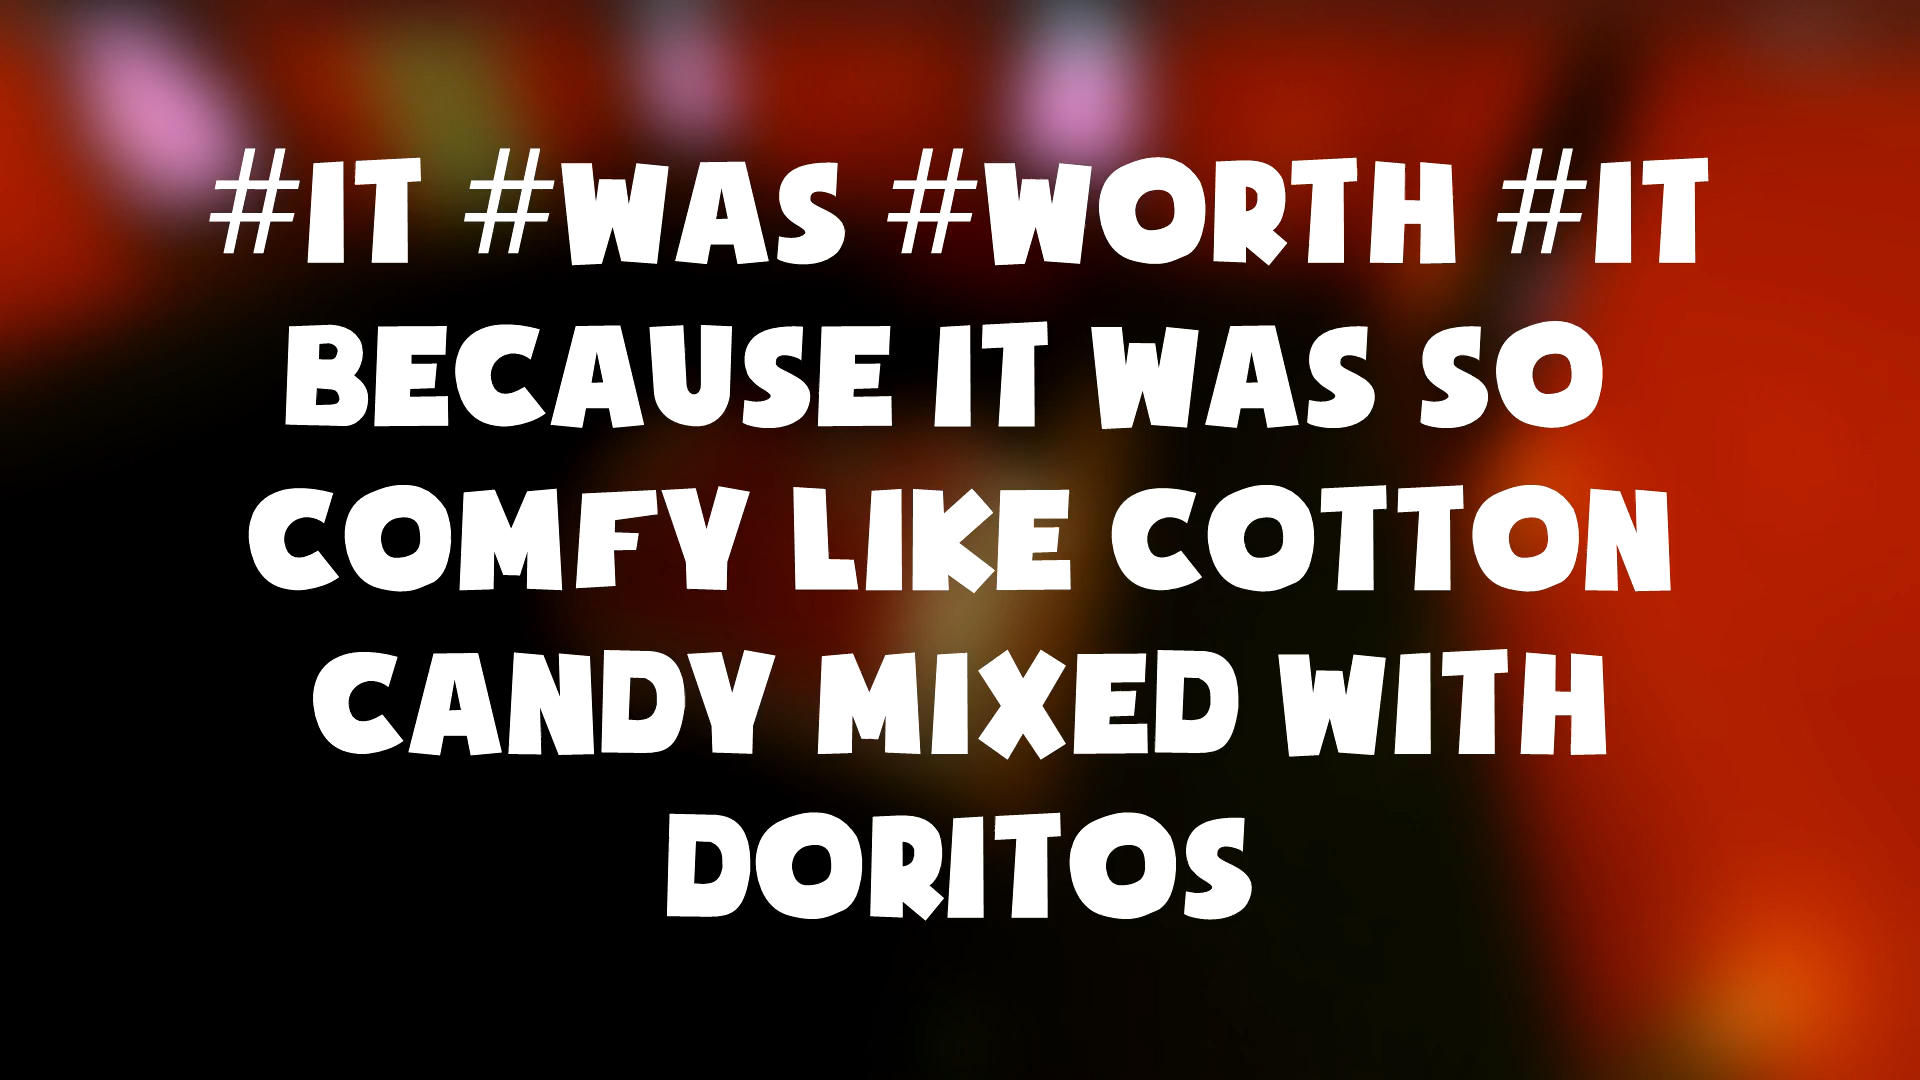 #IT #WAS #WORTH #IT
BECAUSE IT WAS SO
COMFY LIKE COTTON
CANDY MIXED WITH
DORITOS